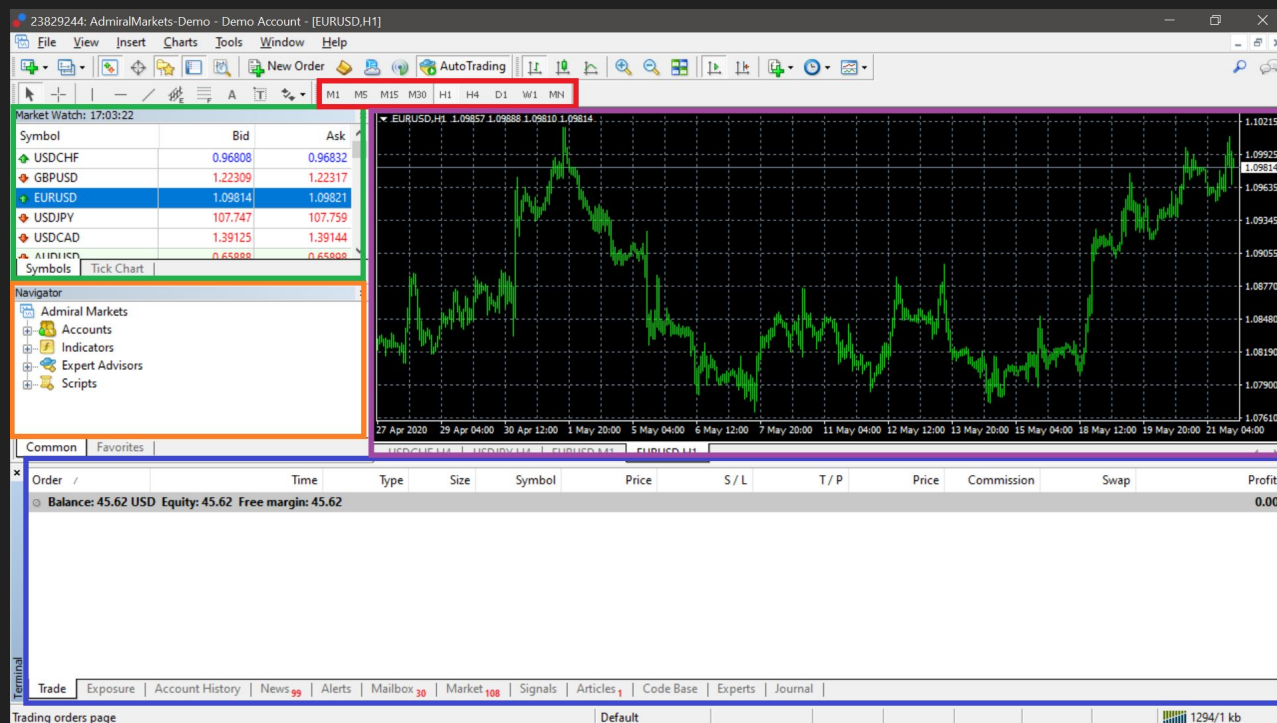 23829244: AdmiralMarkets-Demo - Demo Account - [EURUSD,H1]
File View Insert Charts Tools Window Help
New Order AutoTrading
A T M1 M5 M15 M30 H1 H4 D1 W1 MN
Market Watch: 17:03:22
Symbol Bid Ask
USDCHF 0.96808 0.96832
GBPUSD 1.22309 1.22317
EURUSD 1.09814 1.09821
USDJPY 107.747 107.759
USDCAD 1.39125 1.39144
AUDUSD 0.65888 0.65898
Symbols Tick Chart
Navigator
Admiral Markets
Accounts
Indicators
Expert Advisors
Scripts
Common Favorites
EURUSD,H1 1.09857 1.09888 1.09810 1.09814
1.10215
1.09925
1.09814
1.09635
1.09345
1.09055
1.08770
1.08480
1.08190
1.07900
1.07610
27 Apr 2020 29 Apr 04:00 30 Apr 12:00 1 May 20:00 5 May 04:00 6 May 12:00 7 May 20:00 11 May 04:00 12 May 12:00 13 May 20:00 15 May 04:00 18 May 12:00 19 May 20:00 21 May 04:00
USDCHF,H4 USDJPY,H4 EURUSD,M1 EURUSD,H1
Order / Time Type Size Symbol Price S / L T / P Price Commission Swap Profit
Balance: 45.62 USD Equity: 45.62 Free margin: 45.62 0.00
Terminal
Trade Exposure Account History News 99 Alerts Mailbox 30 Market 108 Signals Articles 1 Code Base Experts Journal
Trading orders page Default 1294/1 kb